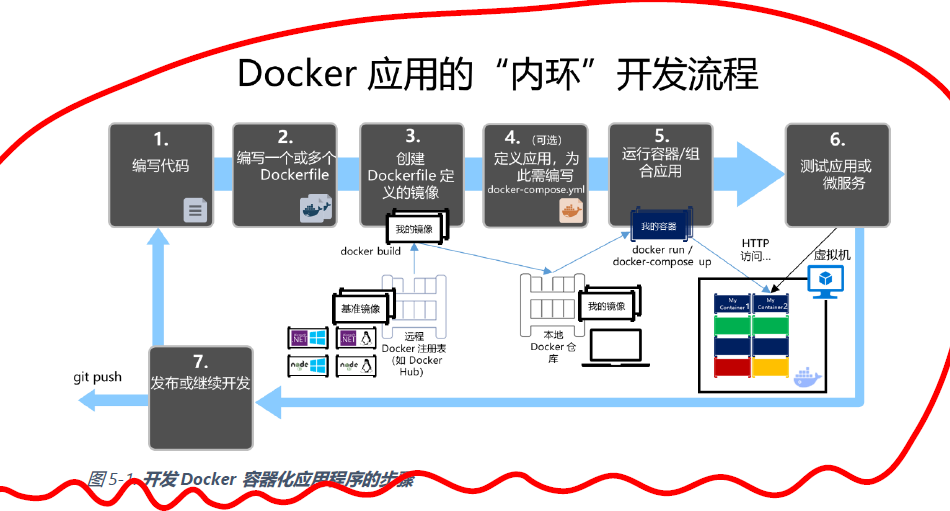 Docker 应用的“内环”开发流程
1.
编写代码
2.
编写一个或多个
Dockerfile
3.
创建
Dockerfile 定
义的镜像
4. (可选)
定义应用，为
此需编写
docker-compose.yml
5.
运行容器/组
合应用
6.
测试应用或
微服务
我的镜像
docker build
我的容器
docker run /
docker-compose up
HTTP
访问...
虚拟机
基准镜像
远程
Docker 注册表
(如 Docker
Hub)
.NET
.NET
node
node
我的镜像
本地
Docker 仓
库
My
Container 1
My
Container 2
7.
发布或继续开发
git push
图 5-1 开发 Docker 容器化应用程序的步骤